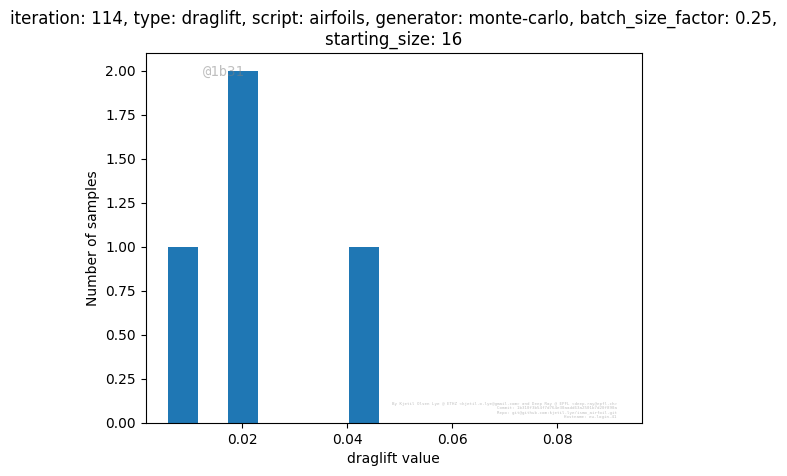 iteration: 114, type: draglift, script: airfoils, generator: monte-carlo, batch_size_factor: 0.25,
starting_size: 16
@1b31
2.00
1.75
1.50
1.25
1.00
0.75
0.50
0.25
0.00
Number of samples
0.02 0.04 0.06 0.08
draglift value